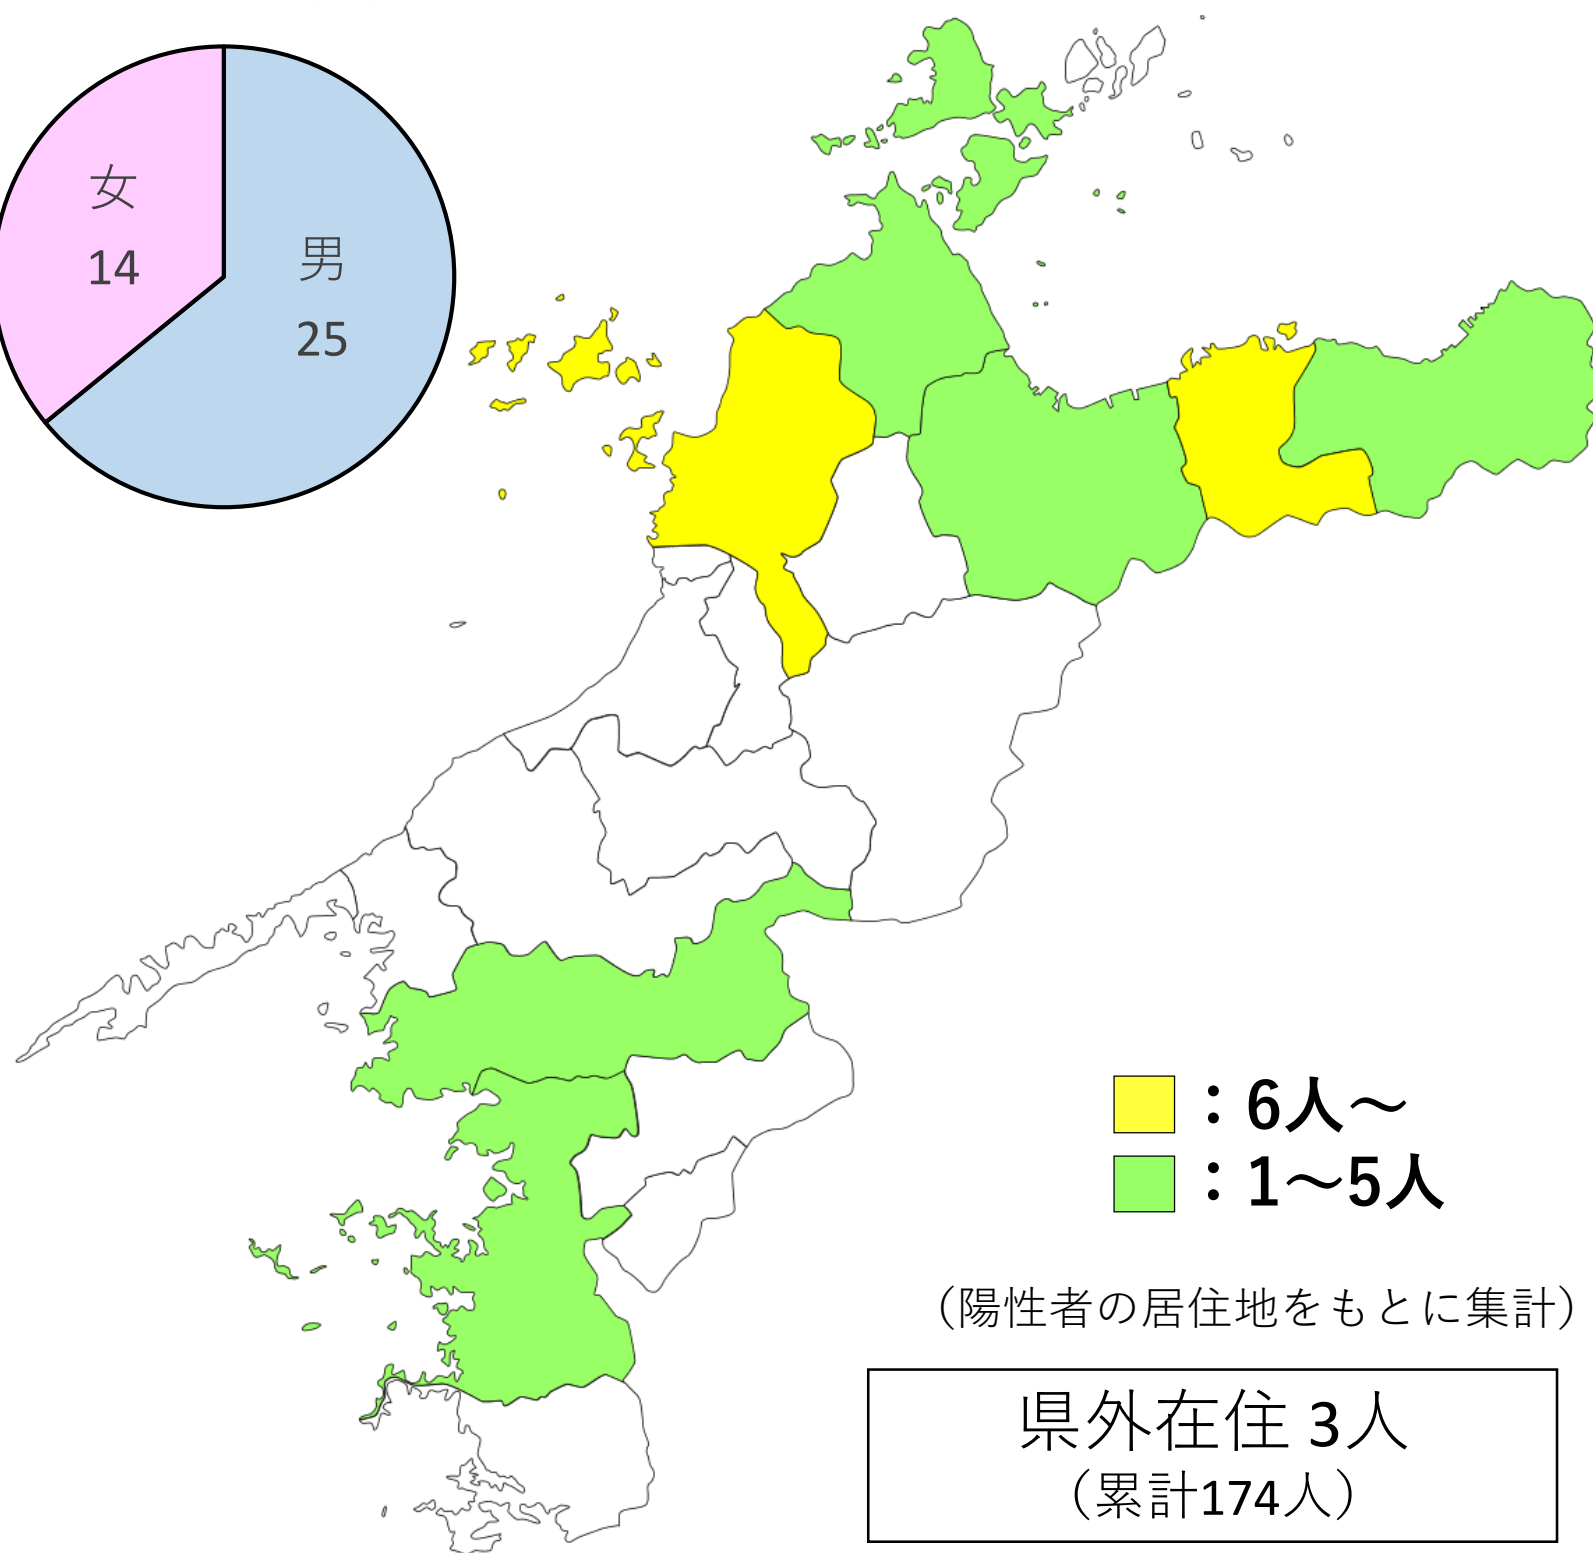 女
14
男
25
：6人～
：1～5人
（陽性者の居住地をもとに集計）
県外在住 3人
（累計174人）